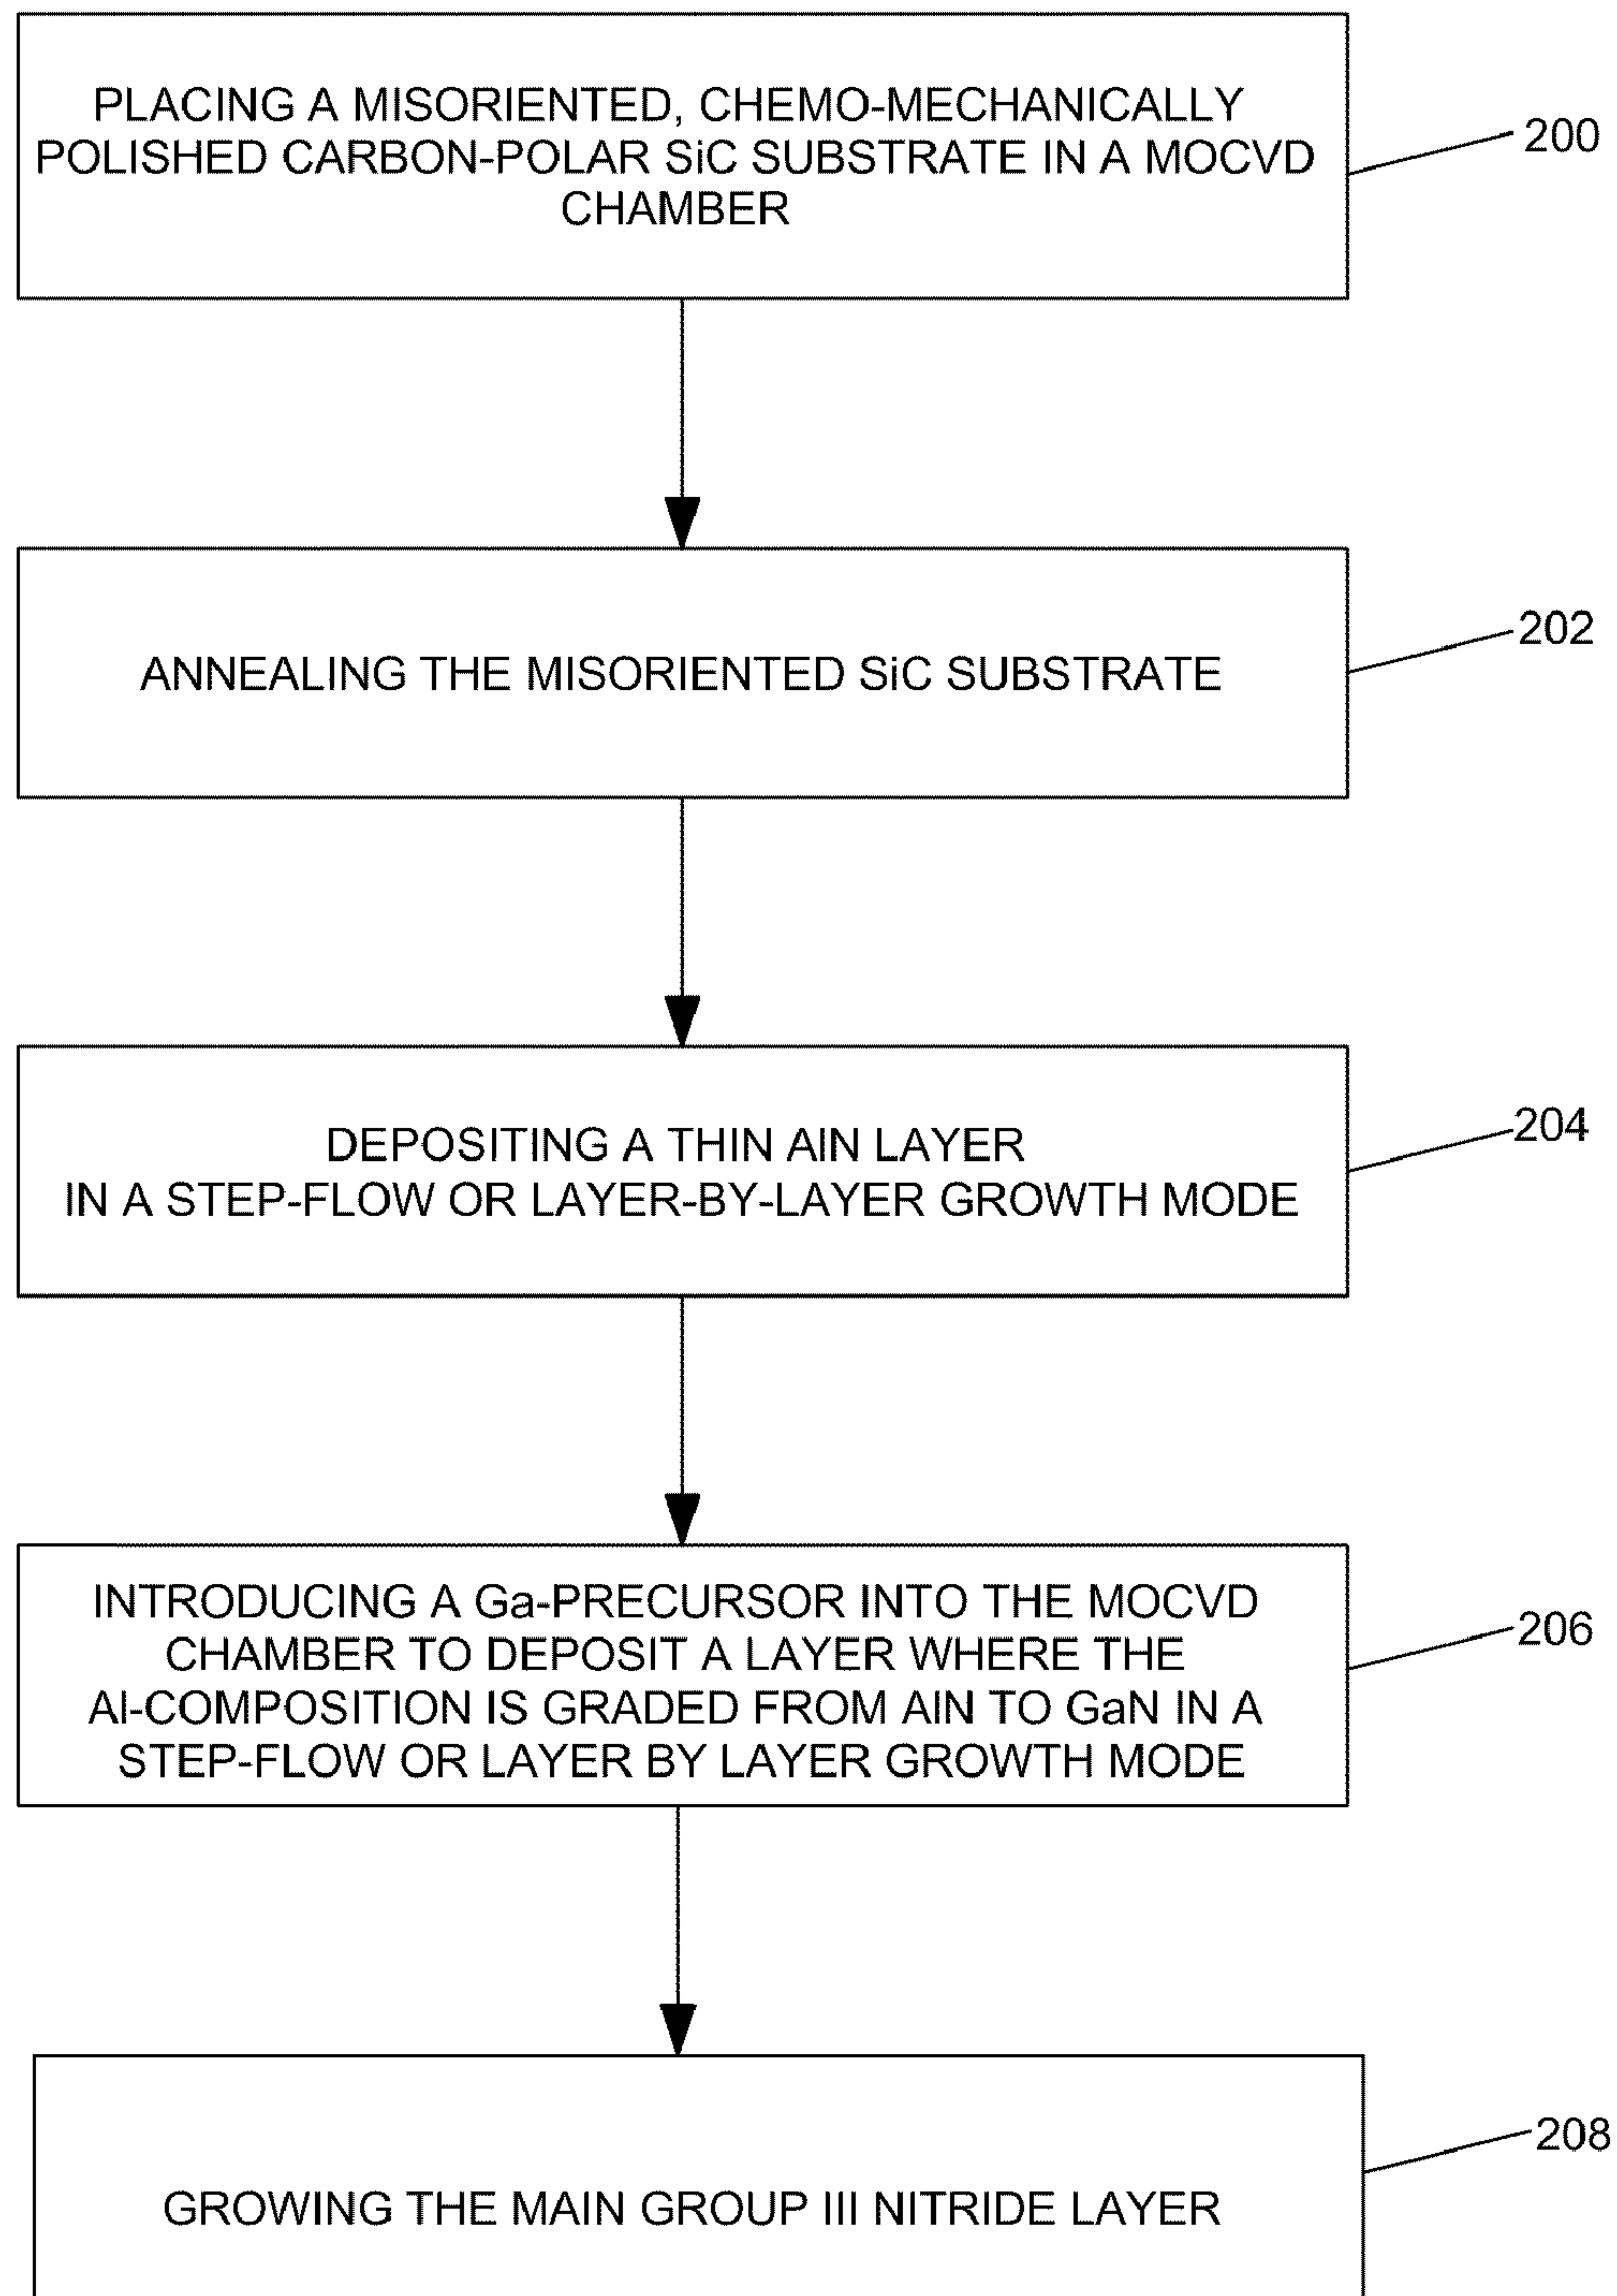 PLACING A MISORIENTED, CHEMO-MECHANICALLY
POLISHED CARBON-POLAR SiC SUBSTRATE IN A MOCVD
CHAMBER
200
ANNEALING THE MISORIENTED SiC SUBSTRATE
202
DEPOSITING A THIN AlN LAYER
IN A STEP-FLOW OR LAYER-BY-LAYER GROWTH MODE
204
INTRODUCING A Ga-PRECURSOR INTO THE MOCVD
CHAMBER TO DEPOSIT A LAYER WHERE THE
Al-COMPOSITION IS GRADED FROM AlN TO GaN IN A
STEP-FLOW OR LAYER BY LAYER GROWTH MODE
206
GROWING THE MAIN GROUP III NITRIDE LAYER
208